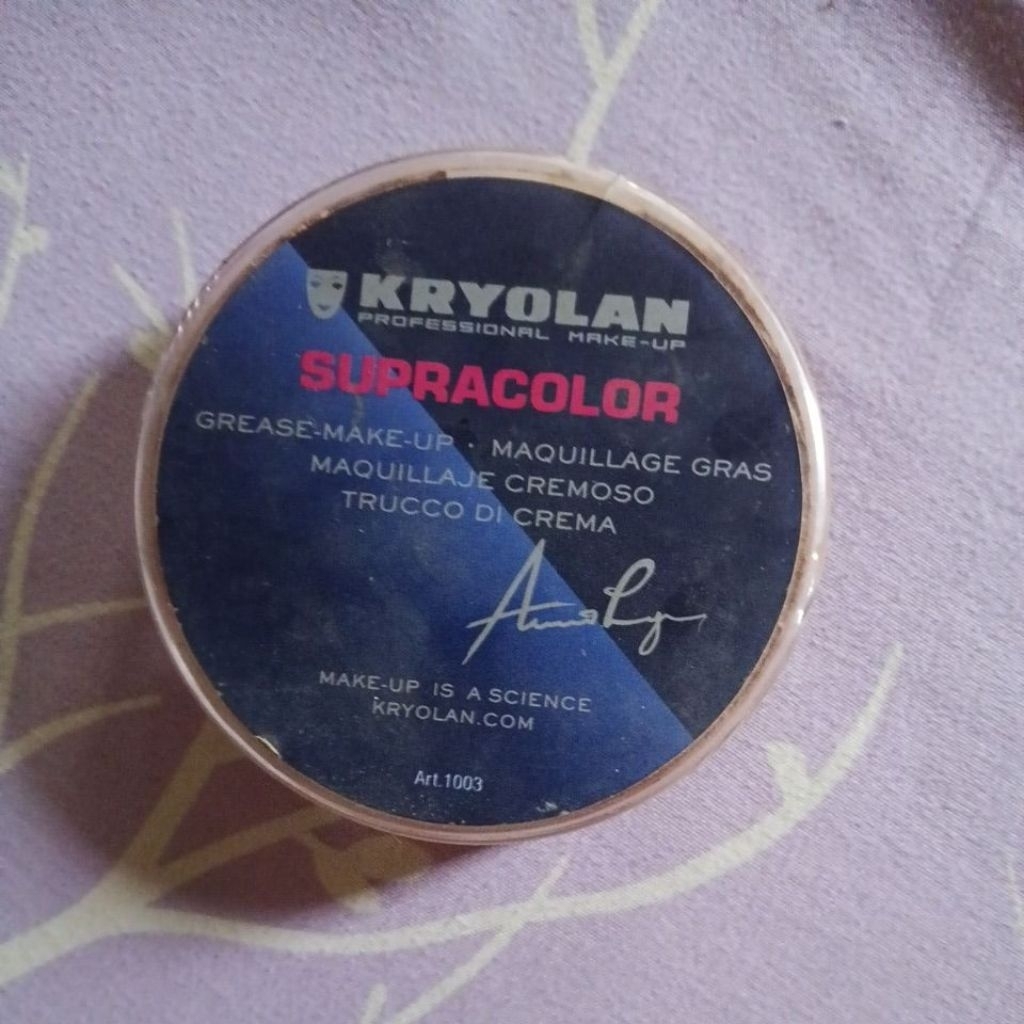 KRYOLAN
PROFESSIONAL MAKE-UP
SUPRACOLOR
GREASE-MAKE-UP · MAQUILLAGE GRAS
MAQUILLAJE CREMOSO
TRUCCO DI CREMA
MAKE-UP IS A SCIENCE
KRYOLAN.COM
Art.1003